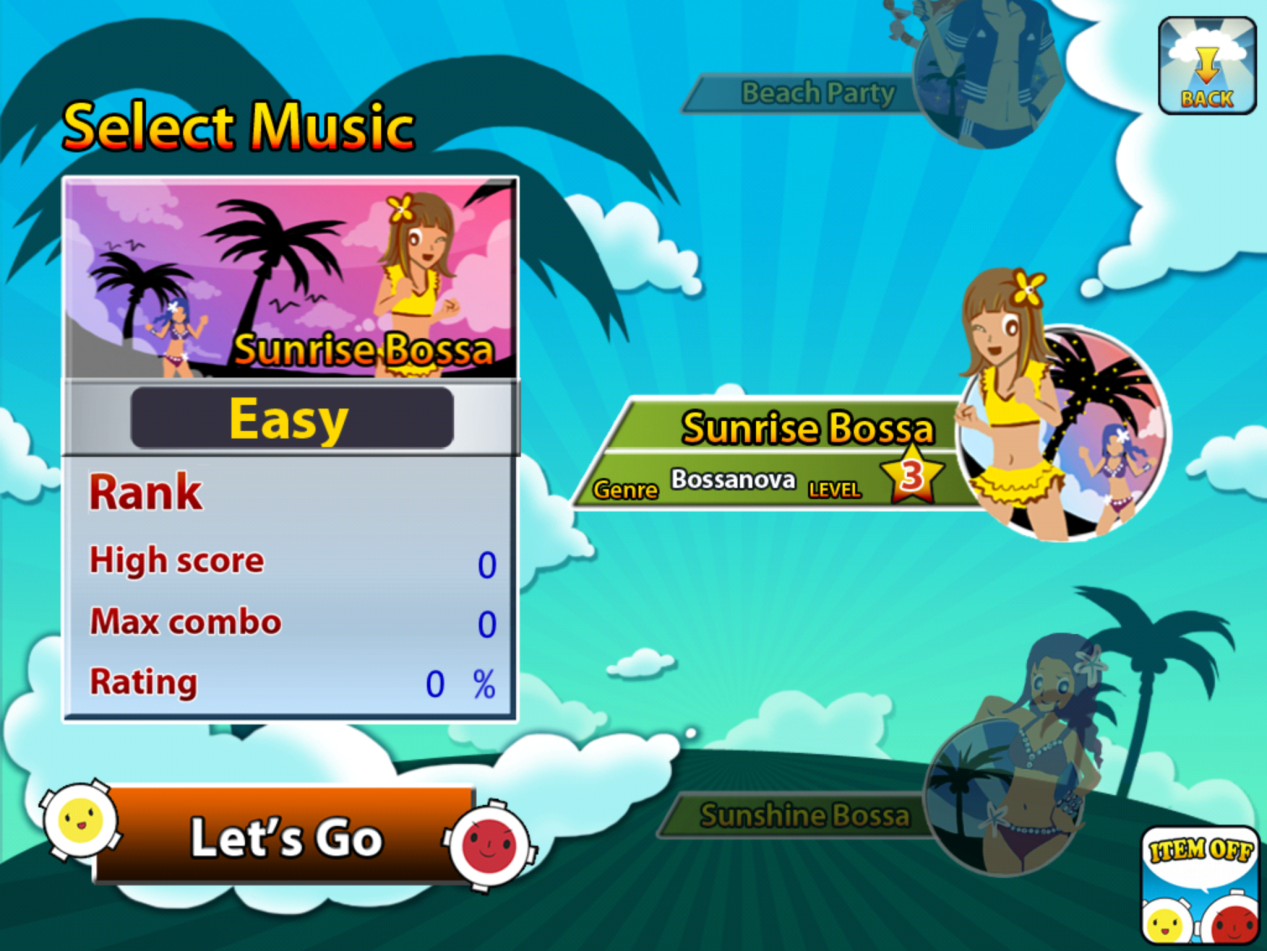 Select Music
Beach Party
BACK
Sunrise Bossa
Easy
Rank
High score 0
Max combo 0
Rating 0 %
Sunrise Bossa
Genre Bossanova LEVEL 3
Sunshine Bossa
Let's Go
ITEM OFF